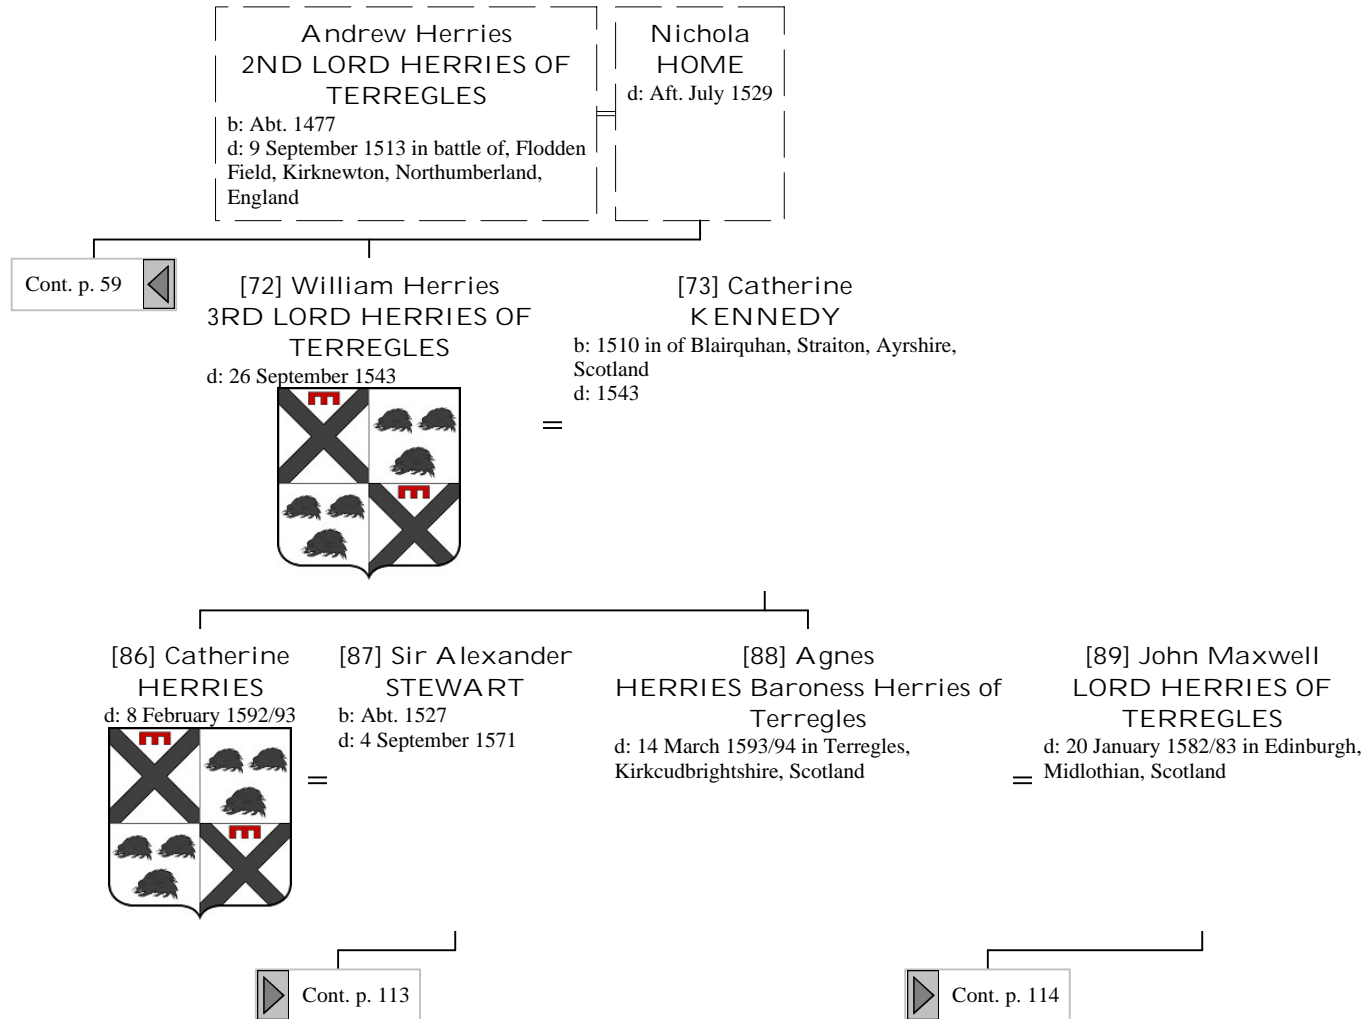 Andrew Herries
2ND LORD HERRIES OF
TERREGLES
b: Abt. 1477
d: 9 September 1513 in battle of, Flodden
Field, Kirknewton, Northumberland,
England
Nichola
HOME
d: Aft. July 1529
Cont. p. 59
[72] William Herries
3RD LORD HERRIES OF
TERREGLES
d: 26 September 1543
[73] Catherine
KENNEDY
b: 1510 in of Blairquhan, Straiton, Ayrshire,
Scotland
d: 1543
=
[86] Catherine
HERRIES
d: 8 February 1592/93
=
[87] Sir Alexander
STEWART
b: Abt. 1527
d: 4 September 1571
[88] Agnes
HERRIES Baroness Herries of
Terregles
d: 14 March 1593/94 in Terregles,
Kirkcudbrightshire, Scotland
=
[89] John Maxwell
LORD HERRIES OF
TERREGLES
d: 20 January 1582/83 in Edinburgh,
Midlothian, Scotland
Cont. p. 113
Cont. p. 114